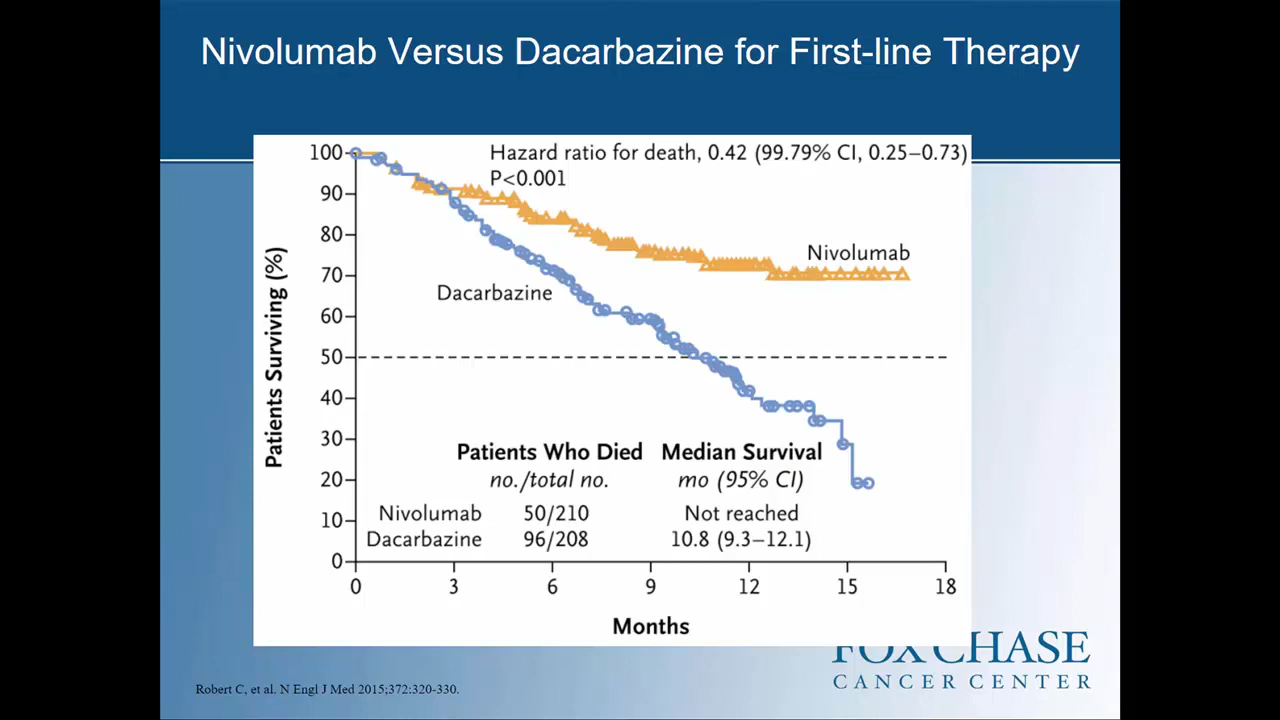 Nivolumab Versus Dacarbazine for First-line Therapy
Hazard ratio for death, 0.42 (99.79% CI, 0.25–0.73)
P<0.001
100
90
80
70
60
50
40
30
20
10
0
Patients Surviving (%)
Nivolumab
Dacarbazine
Patients Who Died Median Survival
no./total no. mo (95% CI)
Nivolumab 50/210 Not reached
Dacarbazine 96/208 10.8 (9.3–12.1)
0 3 6 9 12 15 18
Months
FOX CHASE
CANCER CENTER
Robert C, et al. N Engl J Med 2015;372:320-330.